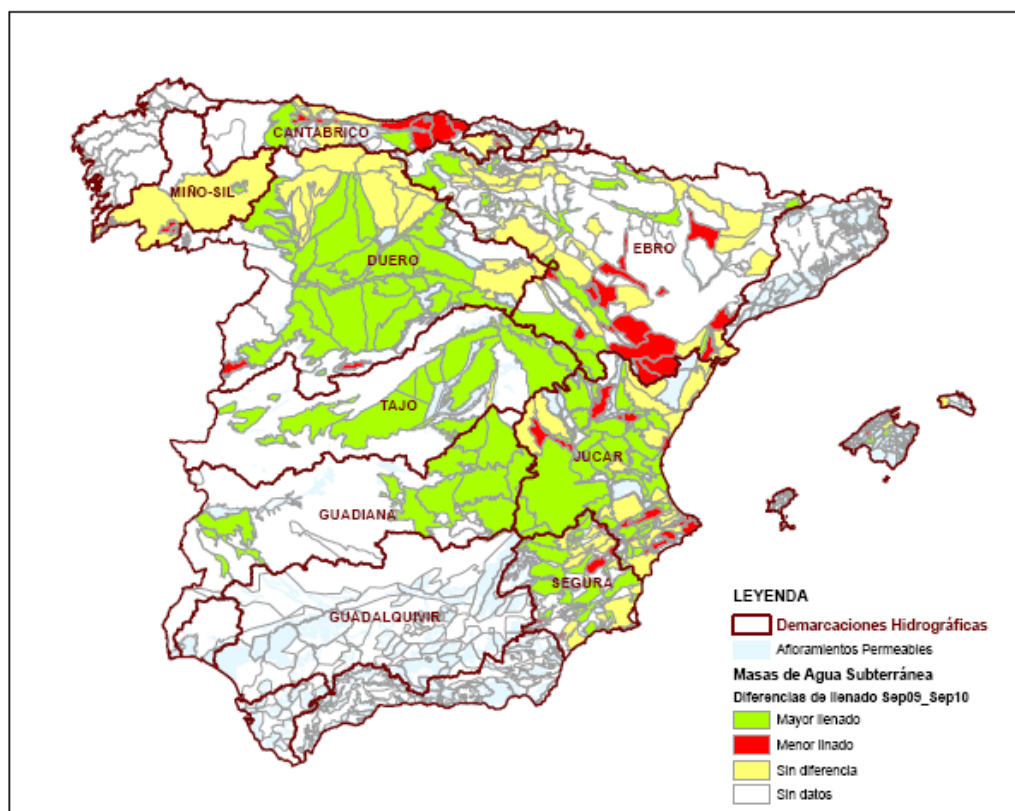 CANTÁBRICO
MIÑO-SIL
DUERO
EBRO
TAJO
JUCAR
GUADIANA
SEGURA
GUADALQUIVIR
LEYENDA
Demarcaciones Hidrográficas
Afloramientos Permeables
Masas de Agua Subterránea
Diferencias de llenado Sep09_Sep10
Mayor llenado
Menor llnado
Sin diferencia
Sin datos